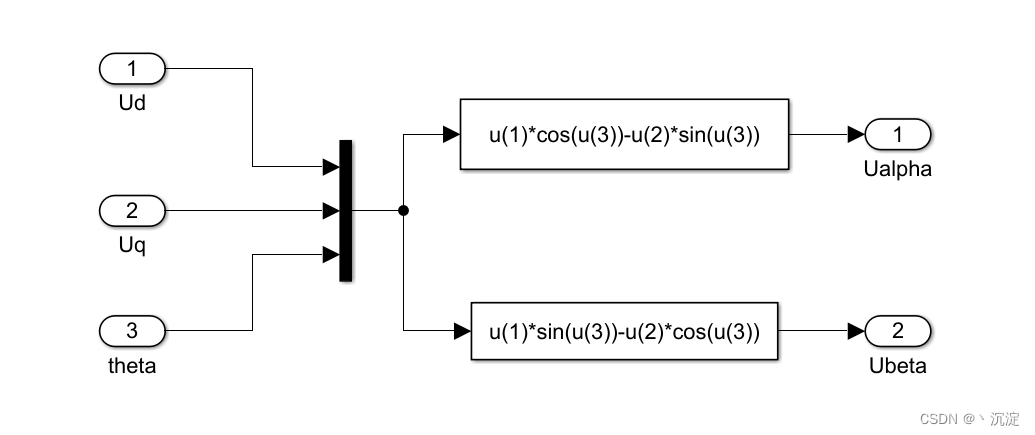 1
Ud
2
Uq
3
theta
u(1)*cos(u(3))-u(2)*sin(u(3))
1
Ualpha
u(1)*sin(u(3))-u(2)*cos(u(3))
2
Ubeta
CSDN @丶沉淀